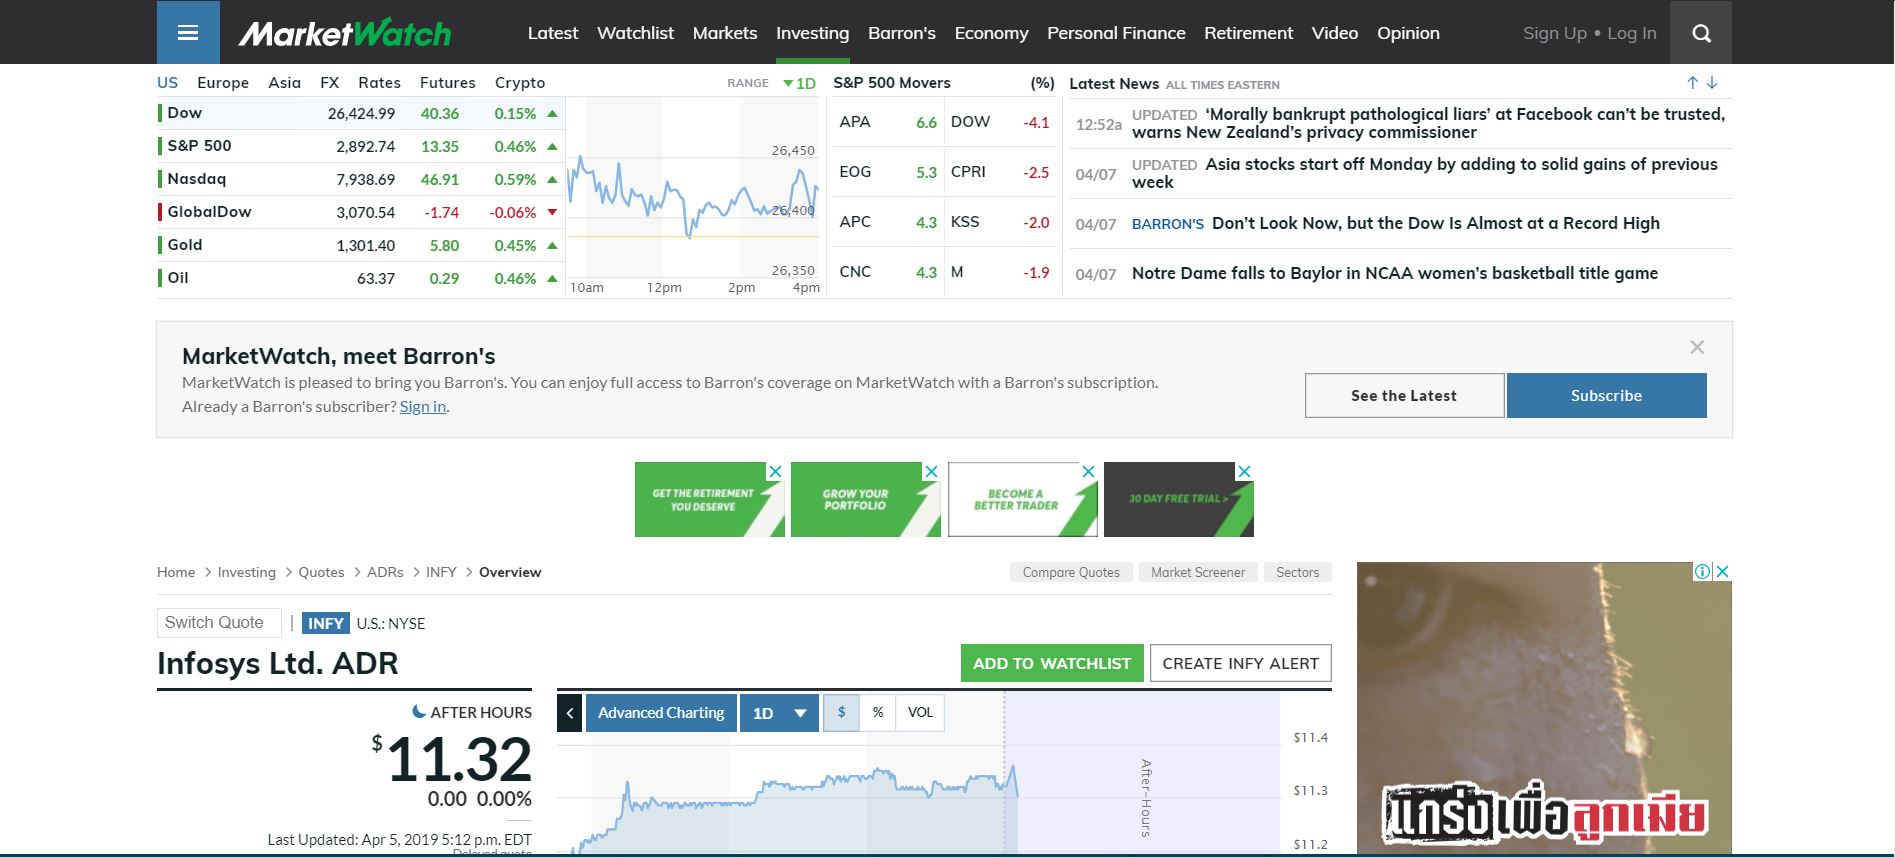 MarketWatch
Latest Watchlist Markets Investing Barron's Economy Personal Finance Retirement Video Opinion
Sign Up • Log In
US Europe Asia FX Rates Futures Crypto
RANGE 1D
Dow 26,424.99 40.36 0.15%
S&P 500 2,892.74 13.35 0.46%
Nasdaq 7,938.69 46.91 0.59%
GlobalDow 3,070.54 -1.74 -0.06%
Gold 1,301.40 5.80 0.45%
Oil 63.37 0.29 0.46%
26,450
26,400
26,350
10am 12pm 2pm 4pm
S&P 500 Movers (%)
APA 6.6 DOW -4.1
EOG 5.3 CPRI -2.5
APC 4.3 KSS -2.0
CNC 4.3 M -1.9
Latest News ALL TIMES EASTERN
12:52a UPDATED ‘Morally bankrupt pathological liars’ at Facebook can’t be trusted,
warns New Zealand’s privacy commissioner
04/07 UPDATED Asia stocks start off Monday by adding to solid gains of previous
week
04/07 BARRON'S Don’t Look Now, but the Dow Is Almost at a Record High
04/07 Notre Dame falls to Baylor in NCAA women’s basketball title game
MarketWatch, meet Barron's
MarketWatch is pleased to bring you Barron's. You can enjoy full access to Barron's coverage on MarketWatch with a Barron's subscription.
Already a Barron's subscriber? Sign in.
See the Latest
Subscribe
GET THE RETIREMENT
YOU DESERVE
GROW YOUR
PORTFOLIO
BECOME A
BETTER TRADER
30 DAY FREE TRIAL >
Home > Investing > Quotes > ADRs > INFY > Overview
Compare Quotes Market Screener Sectors
Switch Quote | INFY U.S.: NYSE
Infosys Ltd. ADR
ADD TO WATCHLIST CREATE INFY ALERT
AFTER HOURS
$11.32
0.00 0.00%
Last Updated: Apr 5, 2019 5:12 p.m. EDT
Delayed quote
Advanced Charting 1D $ % VOL
$11.4
$11.3
$11.2
After-Hours
แกร่งเพื่อลูกเมีย